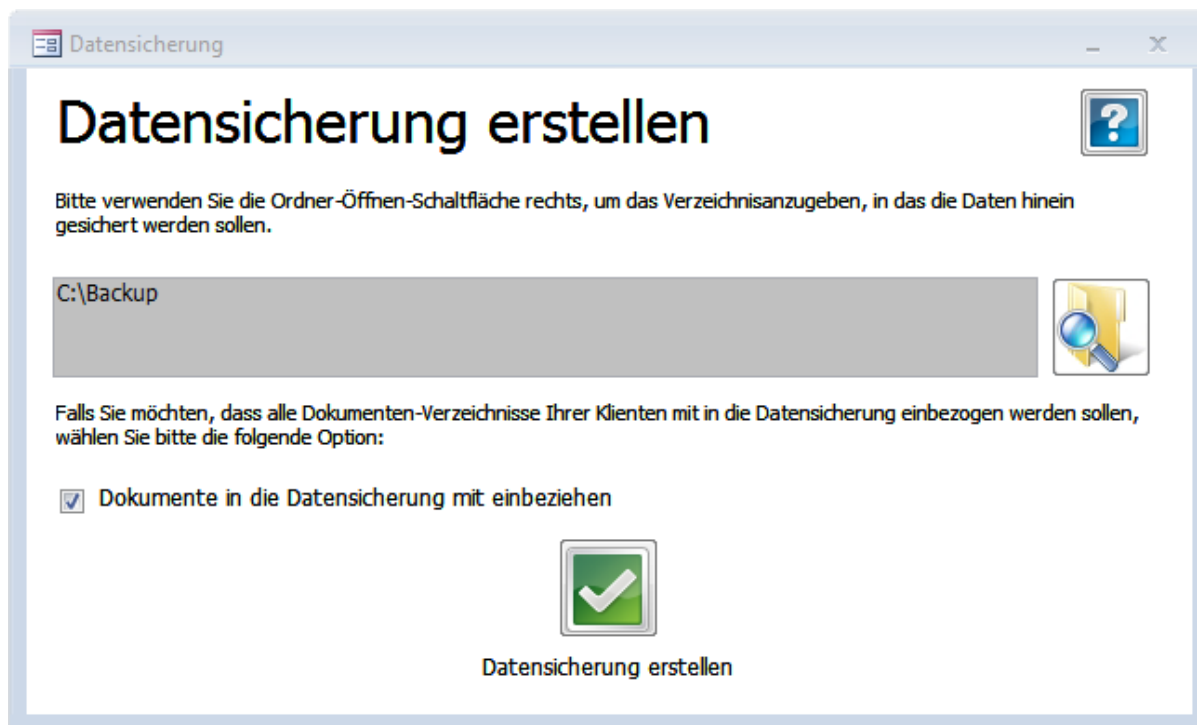 Datensicherung
Datensicherung erstellen
Bitte verwenden Sie die Ordner-Öffnen-Schaltfläche rechts, um das Verzeichnisanzugeben, in das die Daten hinein
gesichert werden sollen.
C:\Backup
Falls Sie möchten, dass alle Dokumenten-Verzeichnisse Ihrer Klienten mit in die Datensicherung einbezogen werden sollen,
wählen Sie bitte die folgende Option:
Dokumente in die Datensicherung mit einbeziehen
Datensicherung erstellen